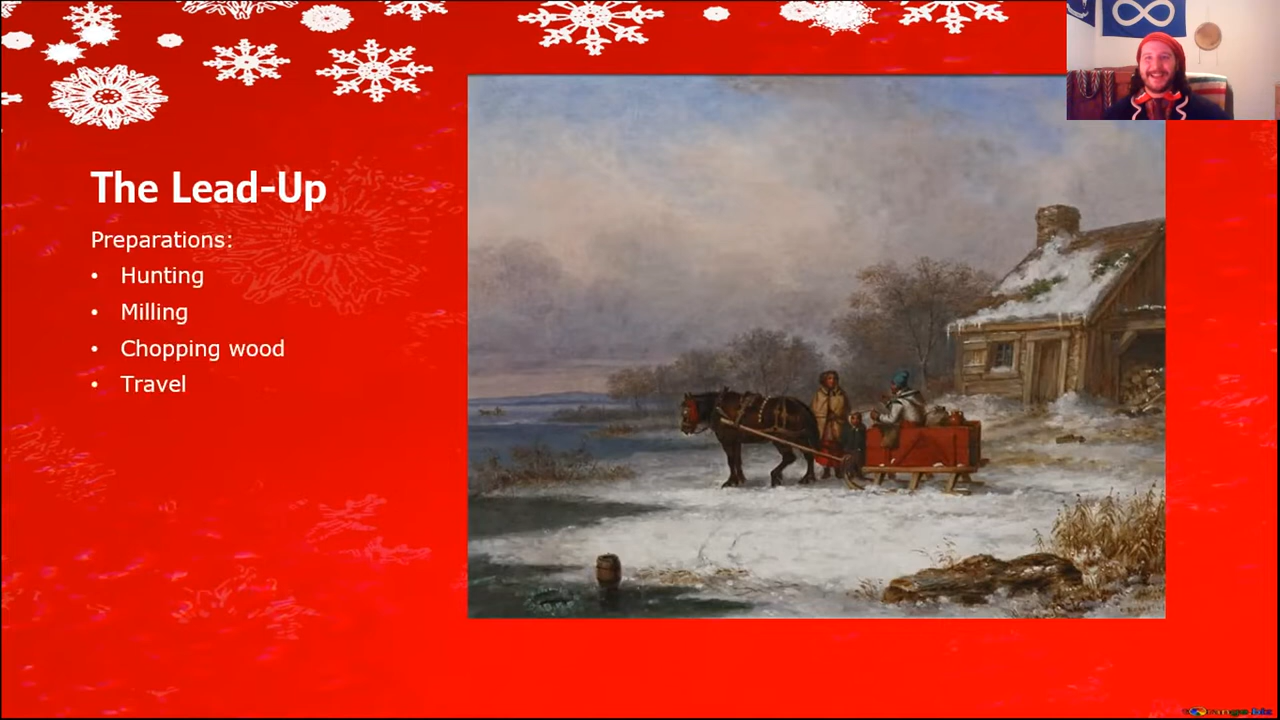 The Lead-Up
Preparations:
• Hunting
• Milling
• Chopping wood
• Travel